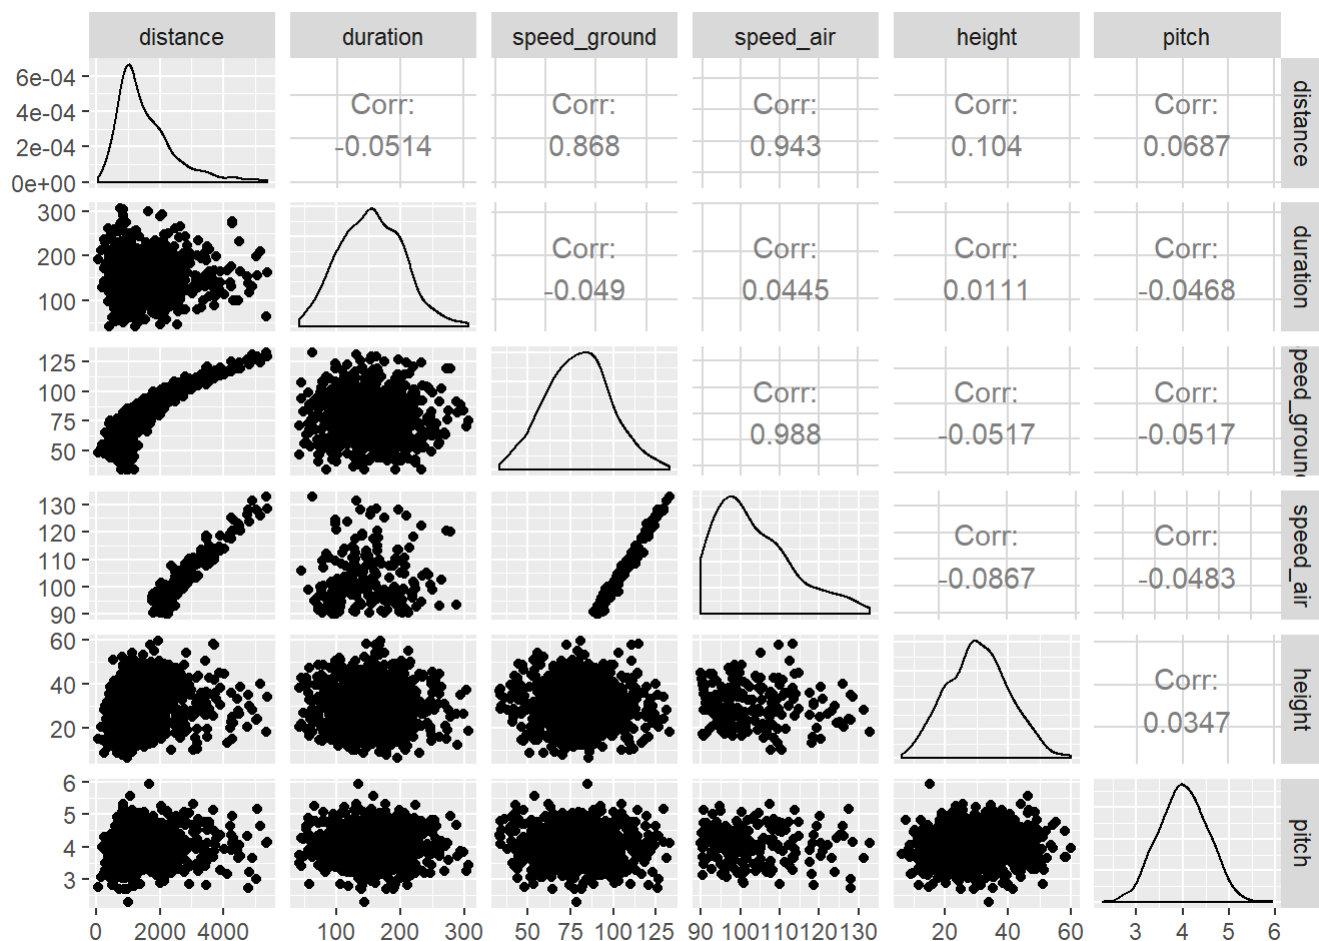 distance duration speed_ground speed_air height pitch
6e-04
4e-04
2e-04
0e+00
Corr:
-0.0514
Corr:
0.868
Corr:
0.943
Corr:
0.104
Corr:
0.0687
distance
300
200
100
Corr:
-0.049
Corr:
0.0445
Corr:
0.0111
Corr:
-0.0468
duration
125
100
75
50
Corr:
0.988
Corr:
-0.0517
Corr:
-0.0517
peed_groun
130
120
110
100
90
Corr:
-0.0867
Corr:
-0.0483
speed_air
60
40
20
Corr:
0.0347
height
6
5
4
3
pitch
0 2000 4000 100 200 300 50 75 100 125 90 100 110 120 130 20 40 60 3 4 5 6